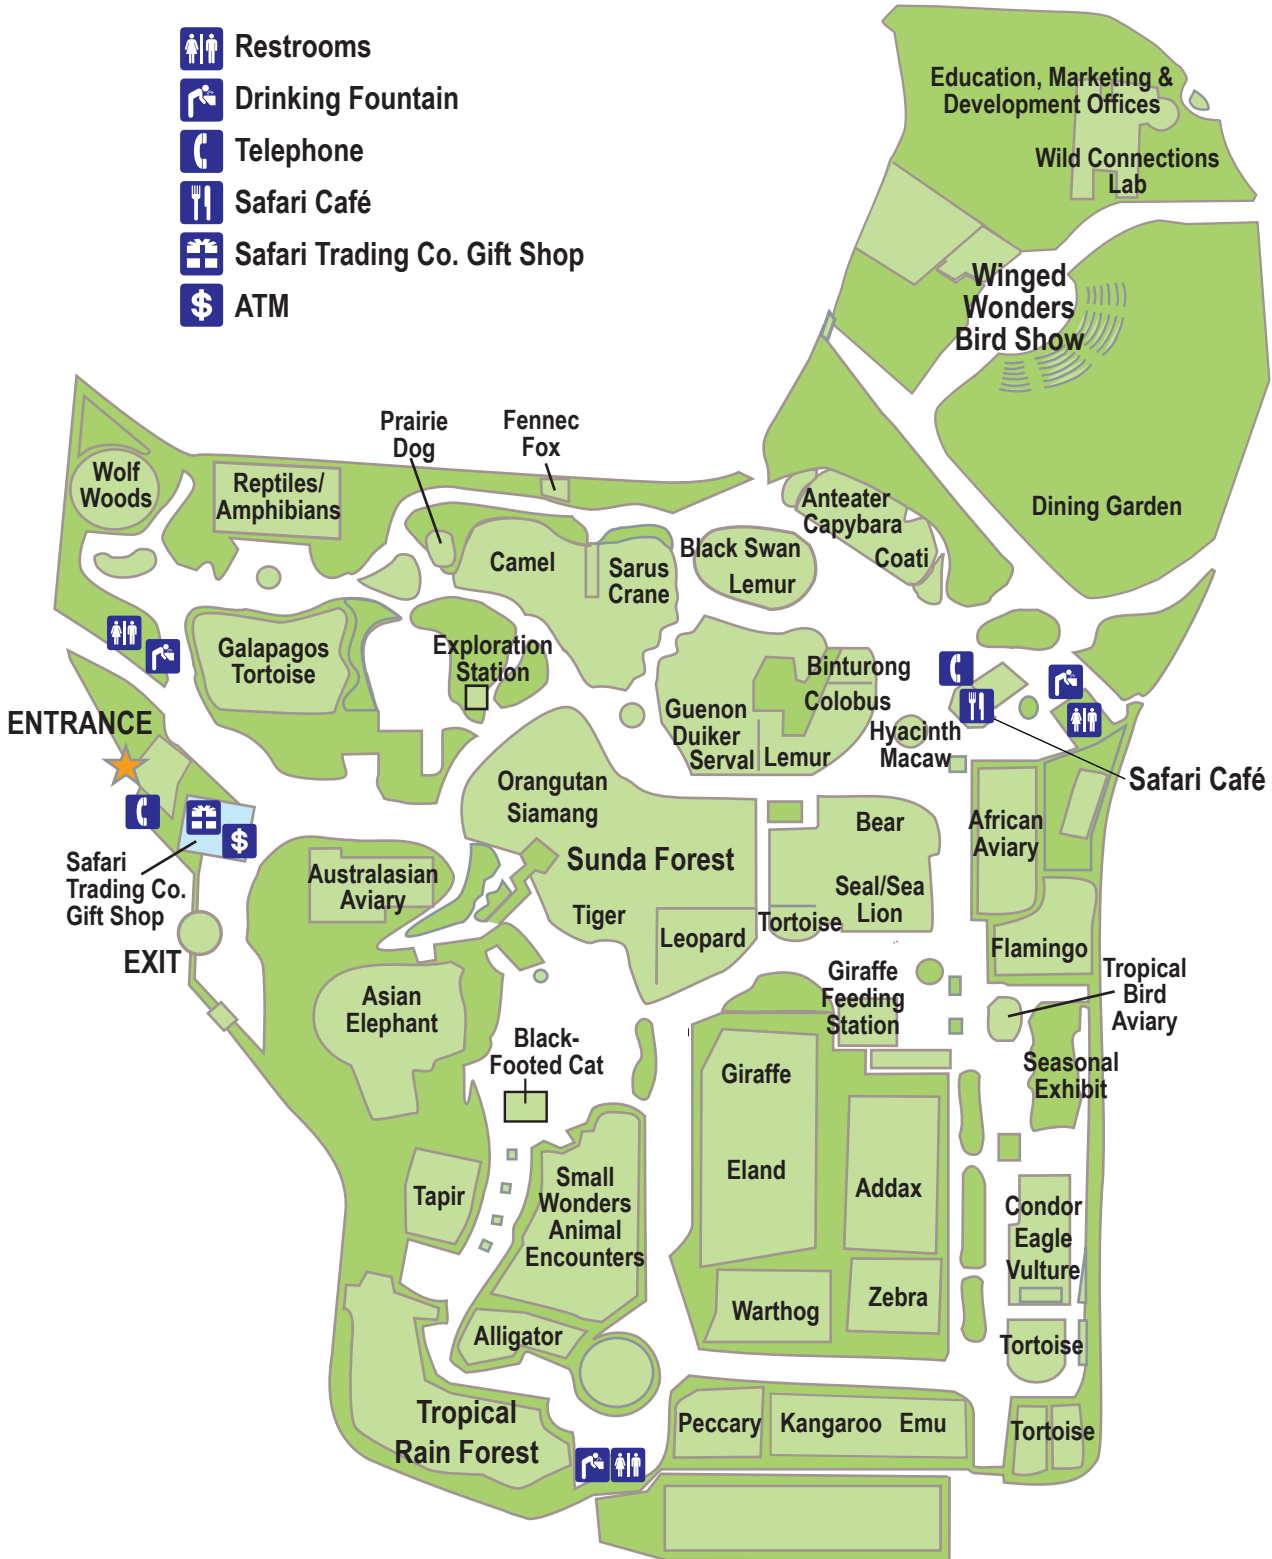 Restrooms
Drinking Fountain
Telephone
Safari Café
Safari Trading Co. Gift Shop
$ ATM
Education, Marketing &
Development Offices
Wild Connections
Lab
Winged
Wonders
Bird Show
Dining Garden
Prairie
Dog
Fennec
Fox
Wolf
Woods
Reptiles/
Amphibians
Anteater
Capybara
Coati
Camel
Sarus
Crane
Black Swan
Lemur
Galapagos
Tortoise
Exploration
Station
Binturong
Colobus
Guenon
Duiker
Serval
Lemur
Hyacinth
Macaw
Safari Café
ENTRANCE
$
Safari
Trading Co.
Gift Shop
EXIT
Orangutan
Siamang
Sunda Forest
Tiger
Leopard
Australasian
Aviary
Bear
Seal/Sea
Lion
Tortoise
African
Aviary
Flamingo
Tropical
Bird
Aviary
Giraffe
Feeding
Station
Asian
Elephant
Black-
Footed Cat
Seasonal
Exhibit
Giraffe
Eland
Addax
Tapir
Small
Wonders
Animal
Encounters
Condor
Eagle
Vulture
Warthog
Zebra
Alligator
Tortoise
Tropical
Rain Forest
Peccary
Kangaroo Emu
Tortoise